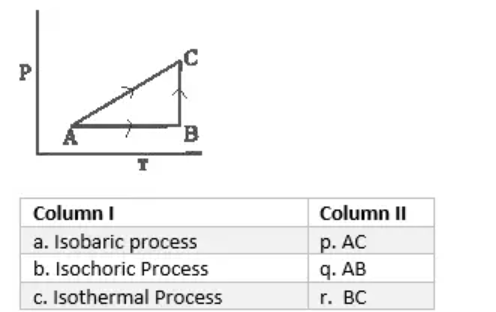 C
P
A
B
T
Column I Column II
a. Isobaric process p. AC
b. Isochoric Process q. AB
c. Isothermal Process r. BC